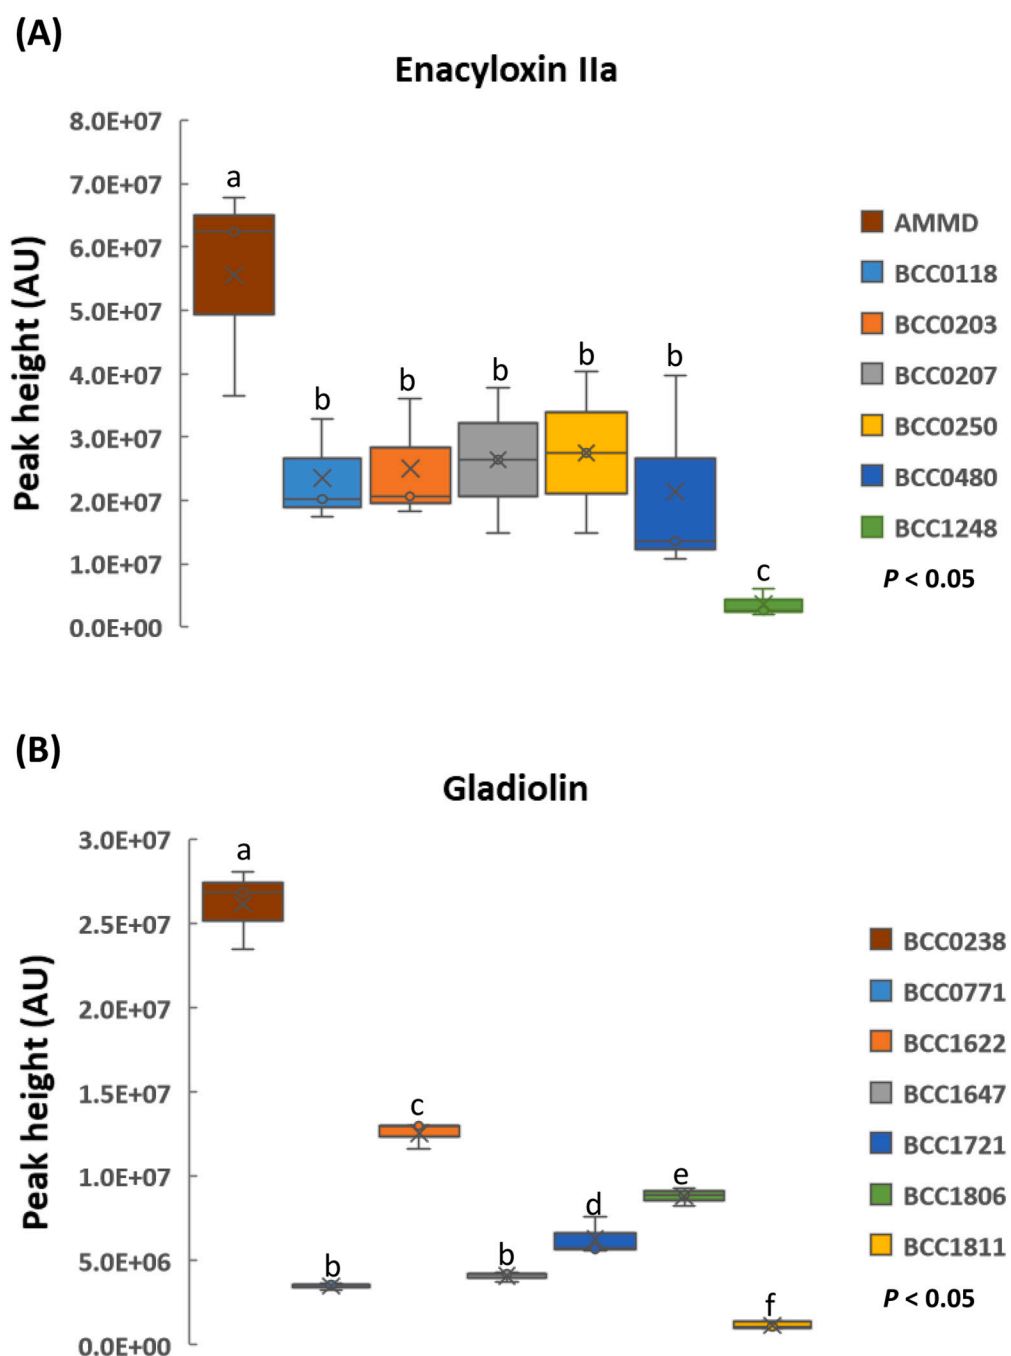 (A)
Enacyloxin IIa
Peak height (AU)
8.0E+07
7.0E+07
6.0E+07
5.0E+07
4.0E+07
3.0E+07
2.0E+07
1.0E+07
0.0E+00
a
b
b
b
b
b
c
AMMD
BCC0118
BCC0203
BCC0207
BCC0250
BCC0480
BCC1248
P < 0.05
(B)
Gladiolin
Peak height (AU)
3.0E+07
2.5E+07
2.0E+07
1.5E+07
1.0E+07
5.0E+06
0.0E+00
a
b
c
b
d
e
f
BCC0238
BCC0771
BCC1622
BCC1647
BCC1721
BCC1806
BCC1811
P < 0.05